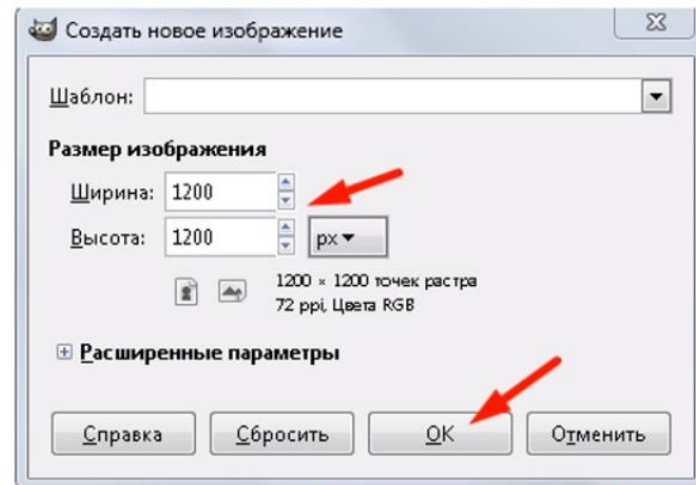 Создать новое изображение
Шаблон:
Размер изображения
Ширина: 1200
Высота: 1200 px
1200 × 1200 точек растра
72 ppi, Цвета RGB
Расширенные параметры
Справка Сбросить OK Отменить